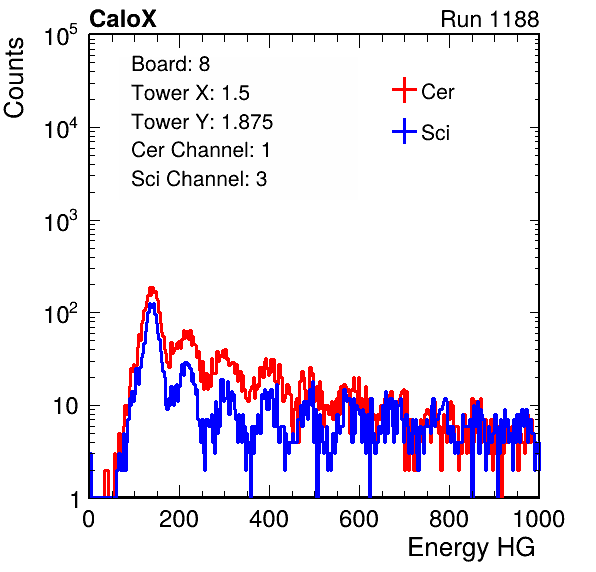 CaloX Run 1188
Counts
Board: 8
Tower X: 1.5
Tower Y: 1.875
Cer Channel: 1
Sci Channel: 3
Cer
Sci
10^5
10^4
10^3
10^2
10
1
0 200 400 600 800 1000
Energy HG